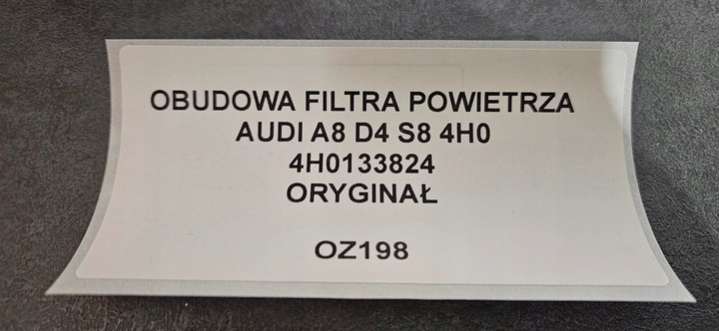 OBUDOWA FILTRA POWIETRZA
AUDI A8 D4 S8 4H0
4H0133824
ORYGINAŁ
OZ198